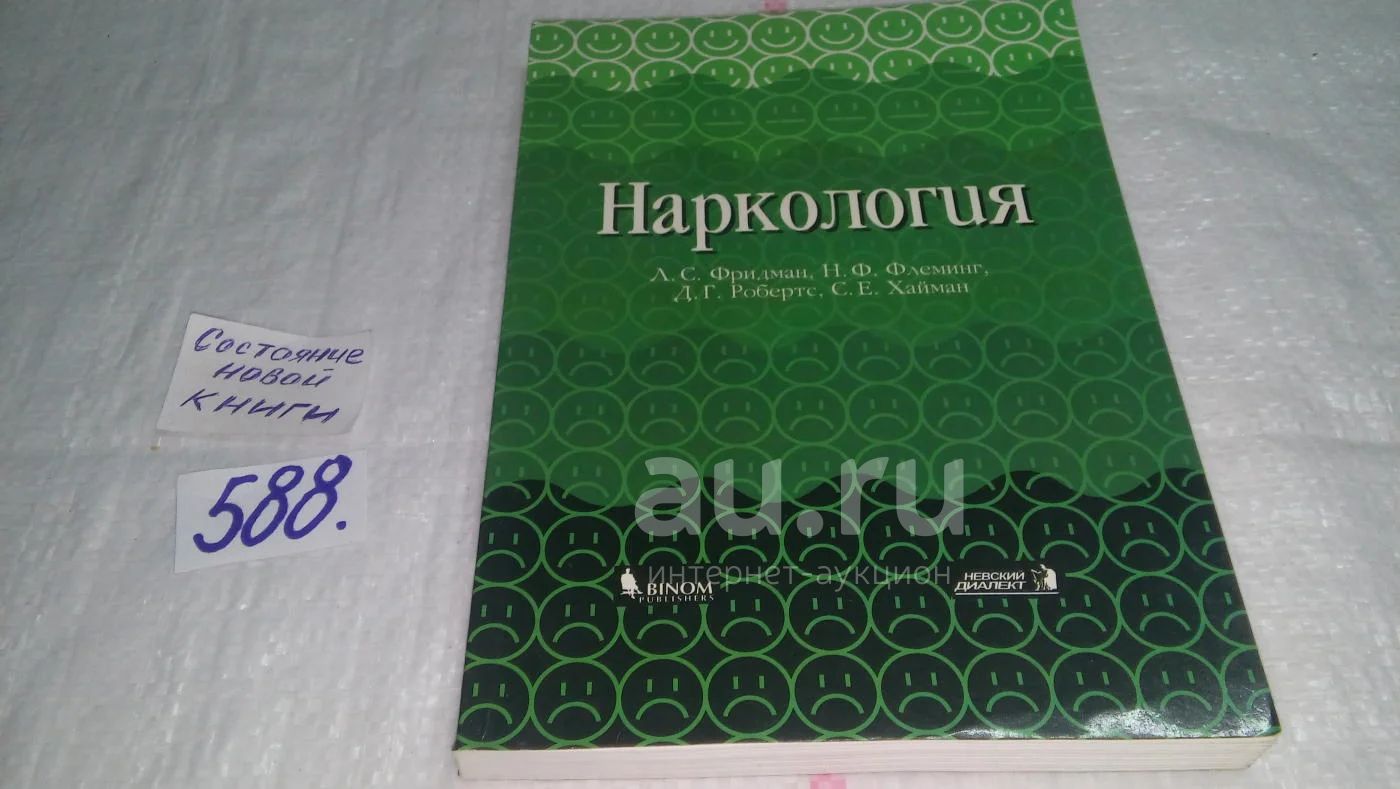 Наркология
Л. С. Фридман, Н. Ф. Флеминг,
Д. Г. Робертс, С. Е. Хайман
Состояние
новой
книги
588.
au.ru
интернет-аукцион
BINOM
PUBLISHERS
НЕВСКИЙ
ДИАЛЕКТ